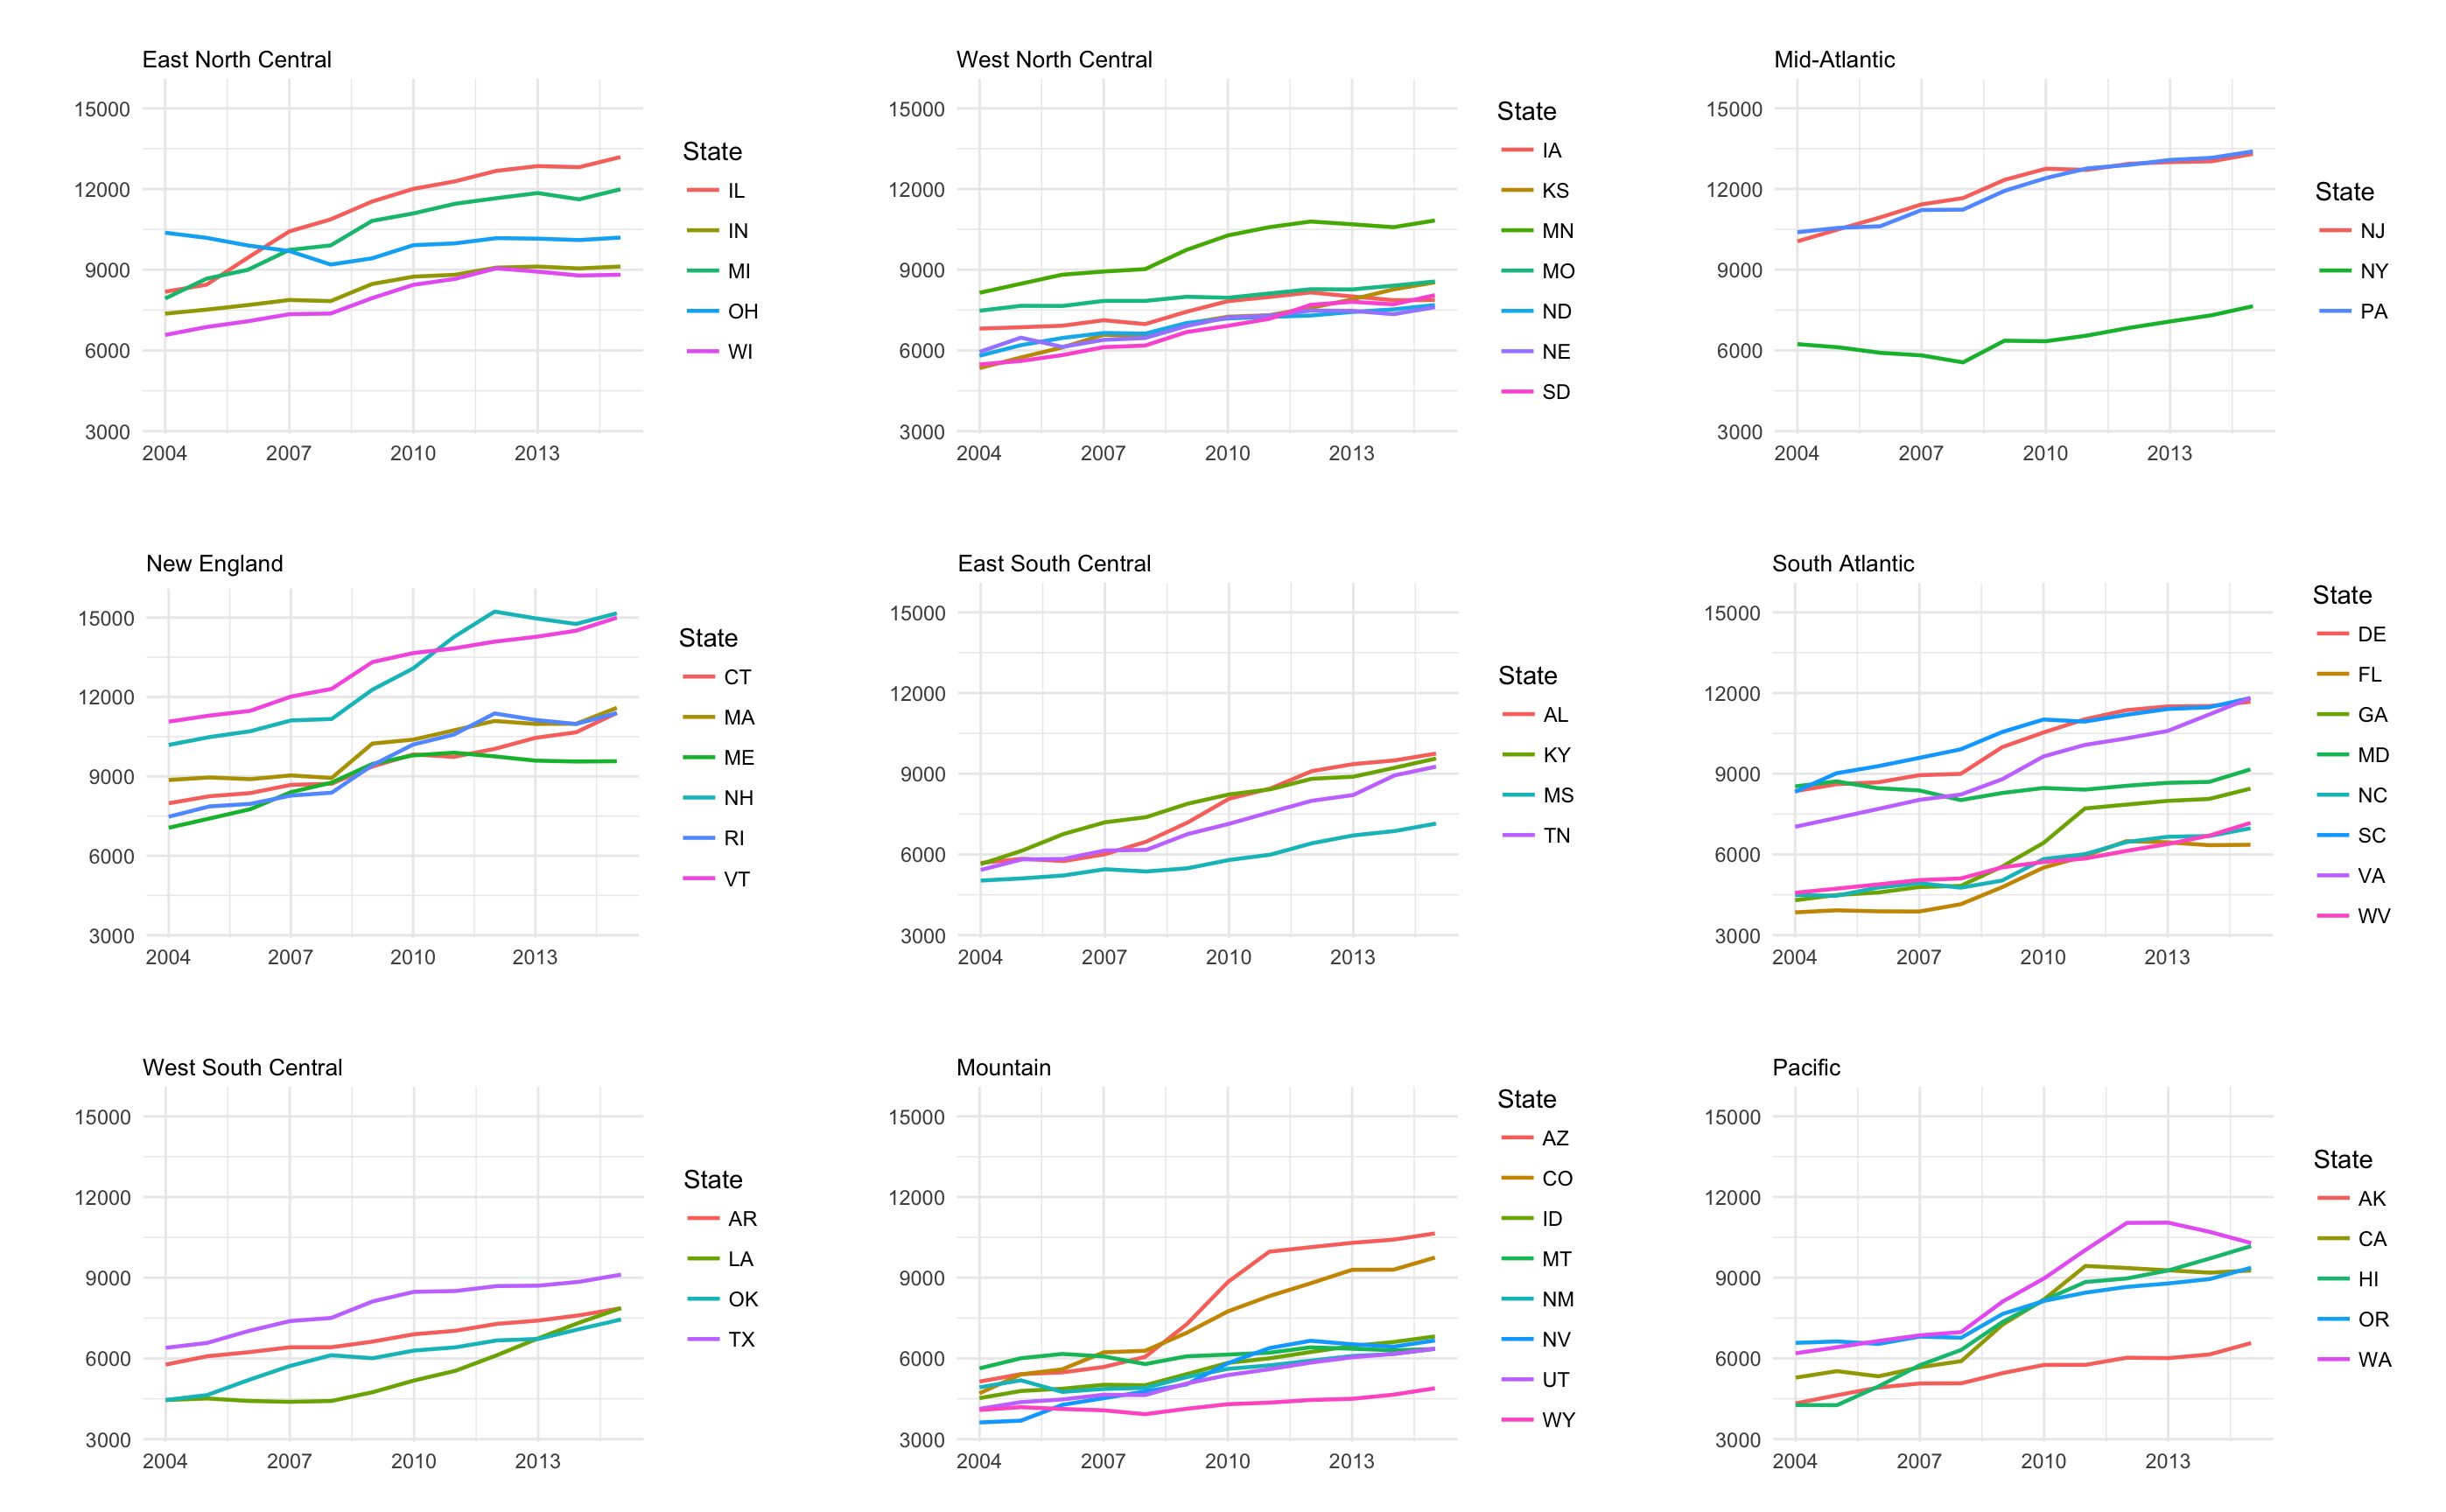 East North Central
15000
12000
9000
6000
3000
2004 2007 2010 2013
State
IL
IN
MI
OH
WI
West North Central
15000
12000
9000
6000
3000
2004 2007 2010 2013
State
IA
KS
MN
MO
ND
NE
SD
Mid-Atlantic
15000
12000
9000
6000
3000
2004 2007 2010 2013
State
NJ
NY
PA
New England
15000
12000
9000
6000
3000
2004 2007 2010 2013
State
CT
MA
ME
NH
RI
VT
East South Central
15000
12000
9000
6000
3000
2004 2007 2010 2013
State
AL
KY
MS
TN
South Atlantic
15000
12000
9000
6000
3000
2004 2007 2010 2013
State
DE
FL
GA
MD
NC
SC
VA
WV
West South Central
15000
12000
9000
6000
3000
2004 2007 2010 2013
State
AR
LA
OK
TX
Mountain
15000
12000
9000
6000
3000
2004 2007 2010 2013
State
AZ
CO
ID
MT
NM
NV
UT
WY
Pacific
15000
12000
9000
6000
3000
2004 2007 2010 2013
State
AK
CA
HI
OR
WA